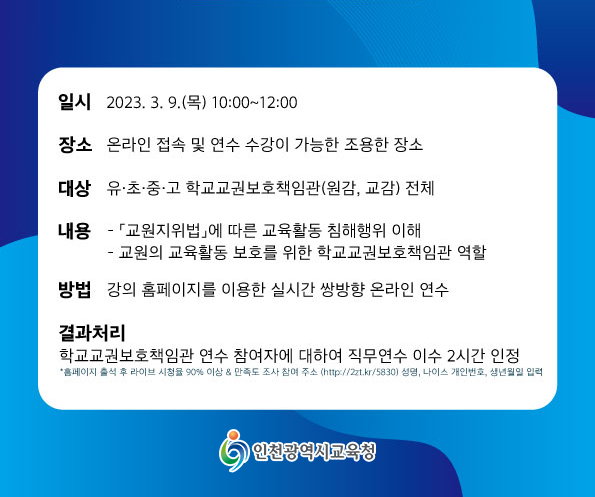 일시 2023. 3. 9.(목) 10:00~12:00
장소 온라인 접속 및 연수 수강이 가능한 조용한 장소
대상 유·초·중·고 학교교권보호책임관(원감, 교감) 전체
내용 -「교원지위법」에 따른 교육활동 침해행위 이해
- 교원의 교육활동 보호를 위한 학교교권보호책임관 역할
방법 강의 홈페이지를 이용한 실시간 쌍방향 온라인 연수
결과처리
학교교권보호책임관 연수 참여자에 대하여 직무연수 이수 2시간 인정
*홈페이지 출석 후 라이브 시청율 90% 이상 & 만족도 조사 참여 주소 (http://2zt.kr/5830) 성명, 나이스 개인번호, 생년월일 입력
인천광역시교육청